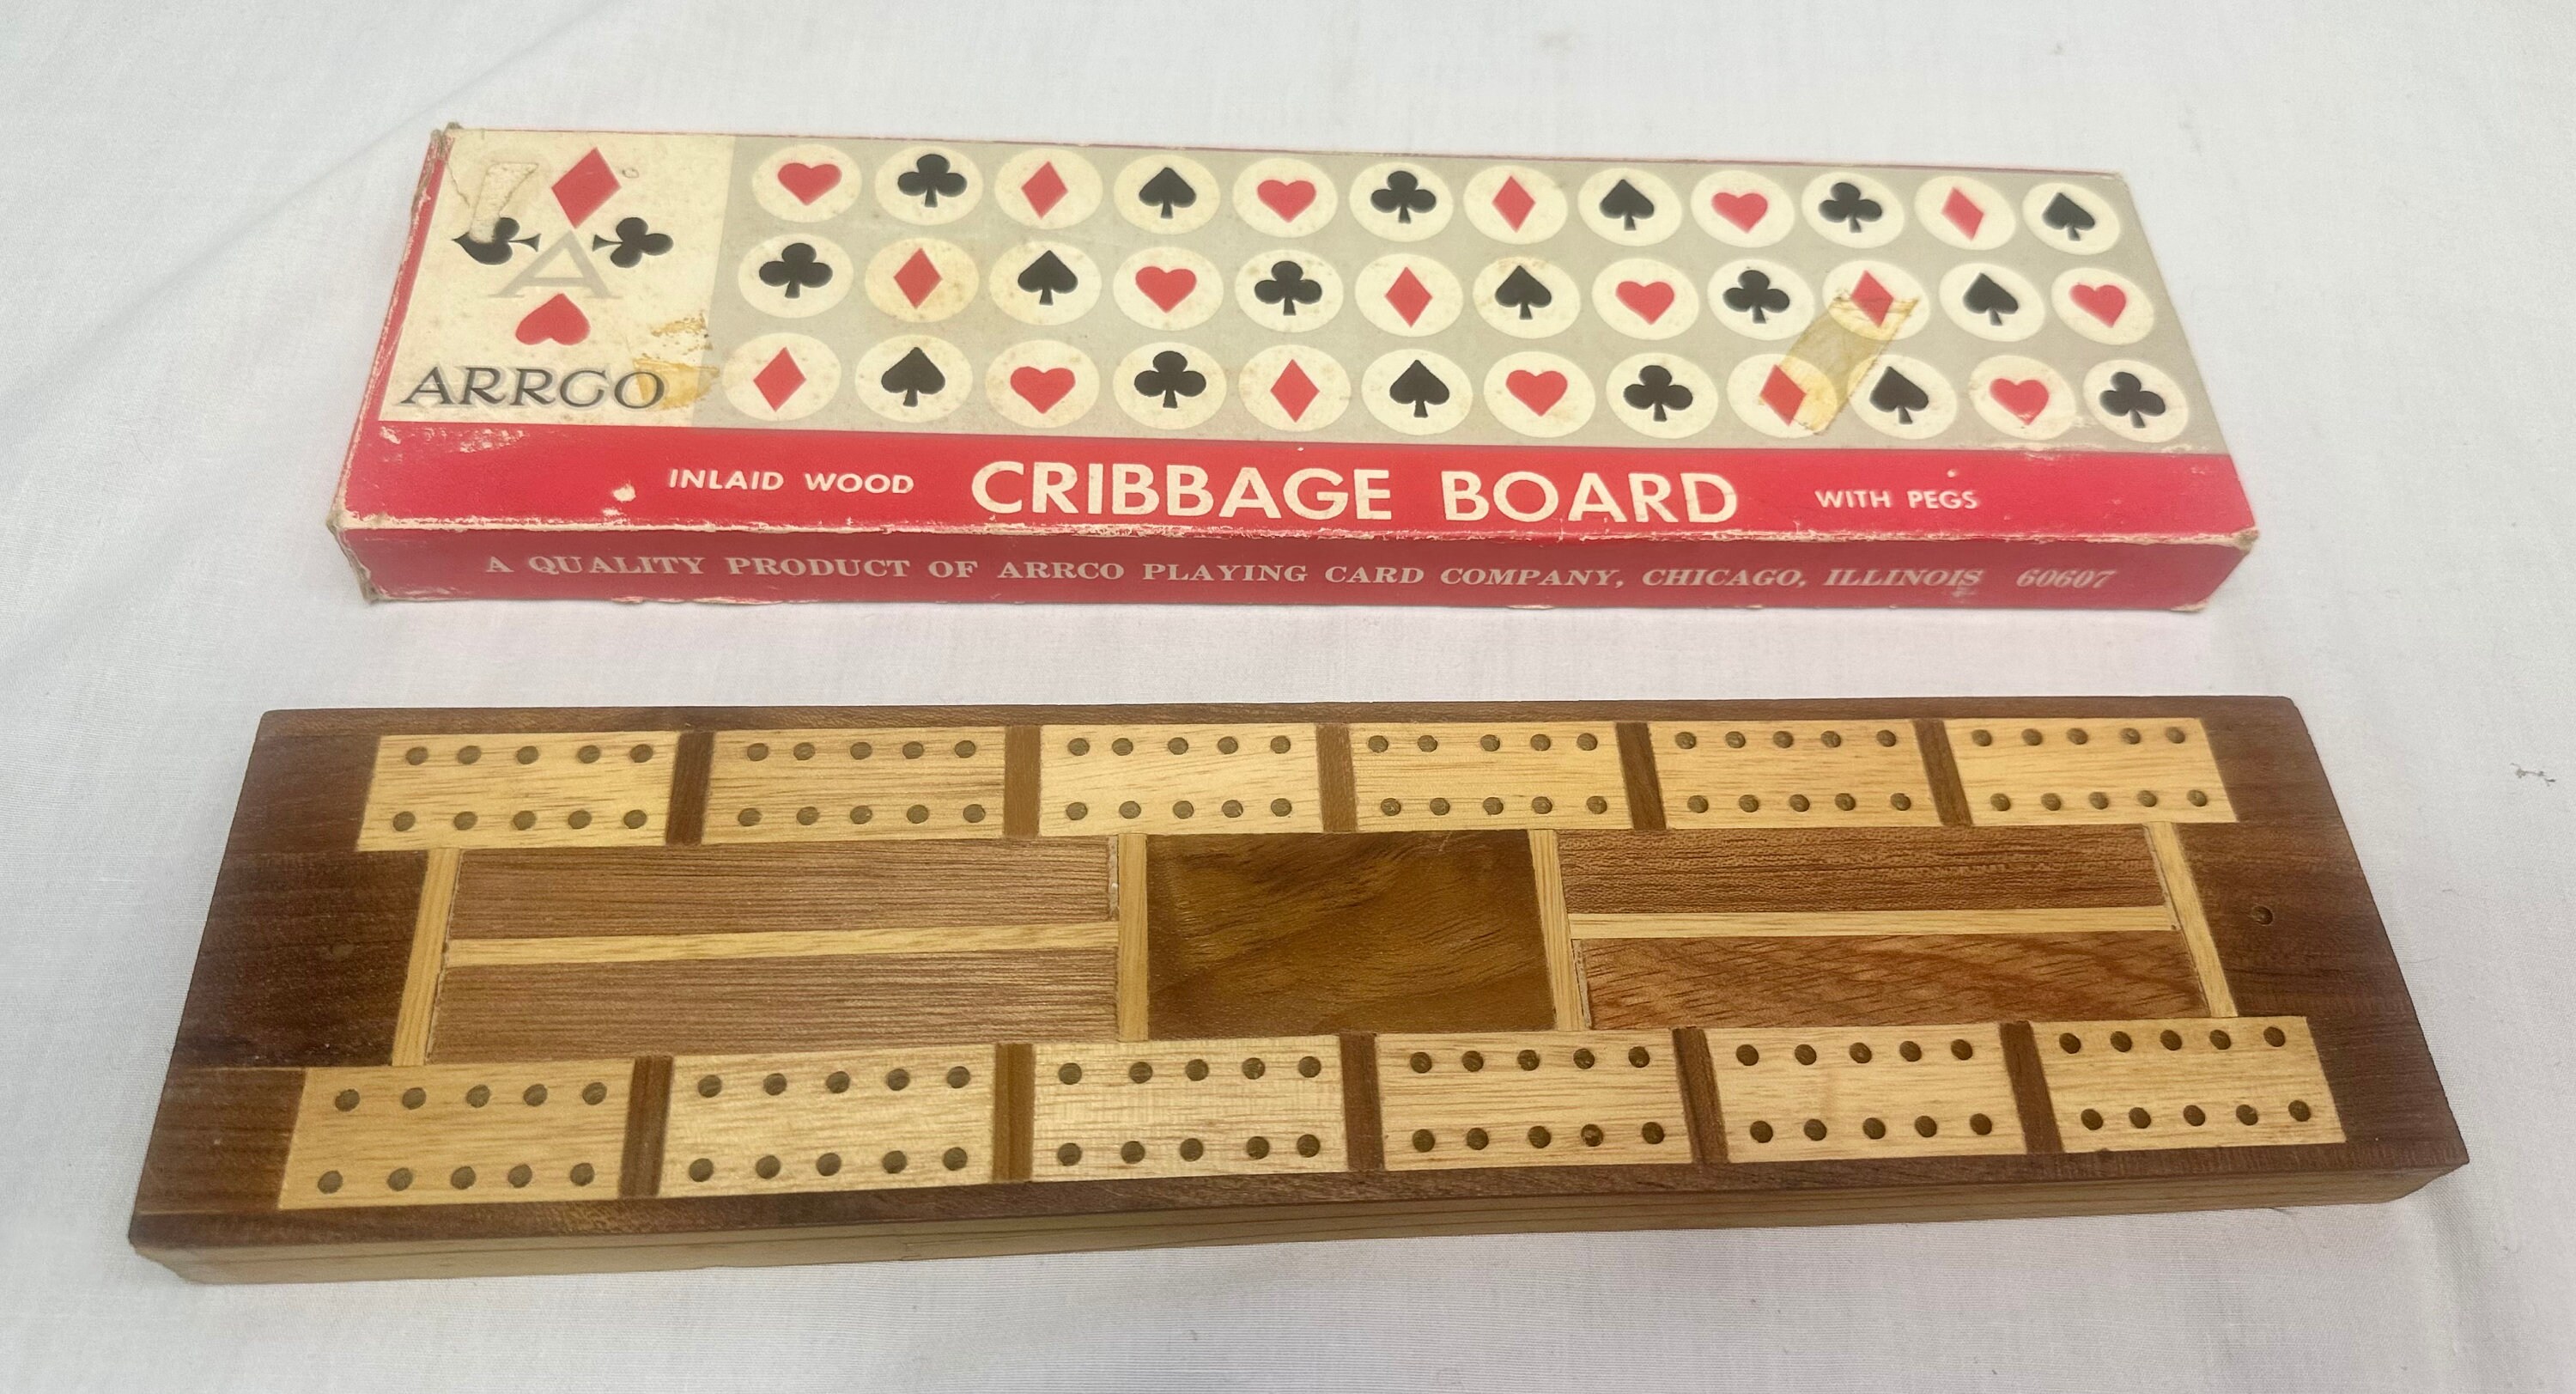 A
ARRCO
INLAID WOOD CRIBBAGE BOARD WITH PEGS
A QUALITY PRODUCT OF ARRCO PLAYING CARD COMPANY, CHICAGO, ILLINOIS 60607